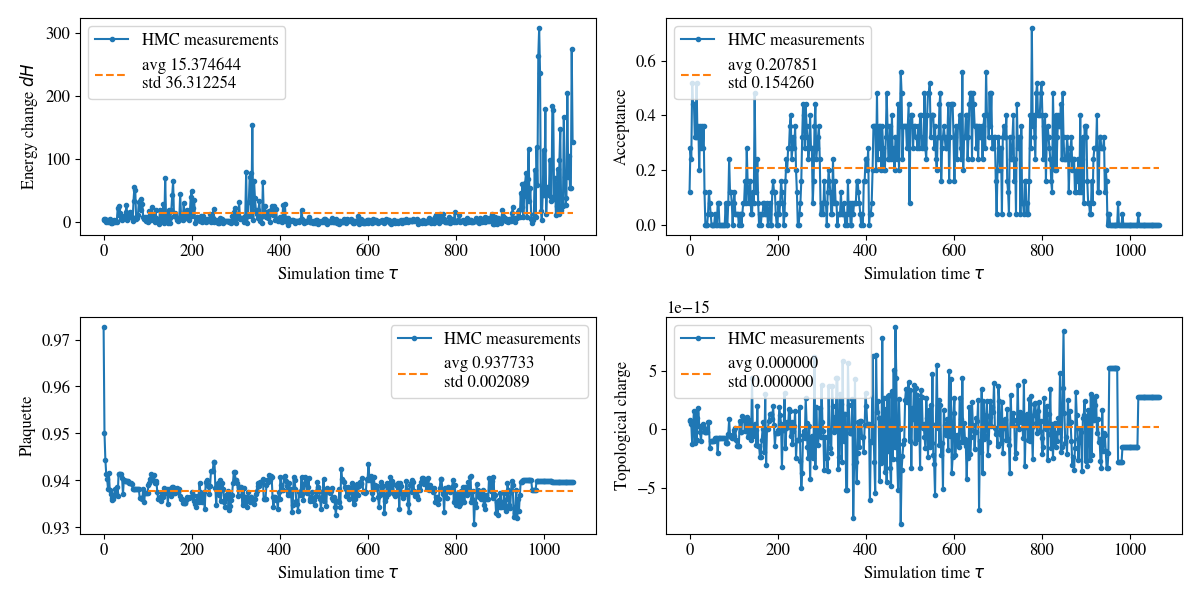 300
200
100
0
Energy change dH
HMC measurements
avg 15.374644
std 36.312254
0 200 400 600 800 1000
Simulation time τ
0.6
0.4
0.2
0.0
Acceptance
HMC measurements
avg 0.207851
std 0.154260
0 200 400 600 800 1000
Simulation time τ
0.97
0.96
0.95
0.94
0.93
Plaquette
HMC measurements
avg 0.937733
std 0.002089
0 200 400 600 800 1000
Simulation time τ
1e−15
5
0
−5
Topological charge
HMC measurements
avg 0.000000
std 0.000000
0 200 400 600 800 1000
Simulation time τ